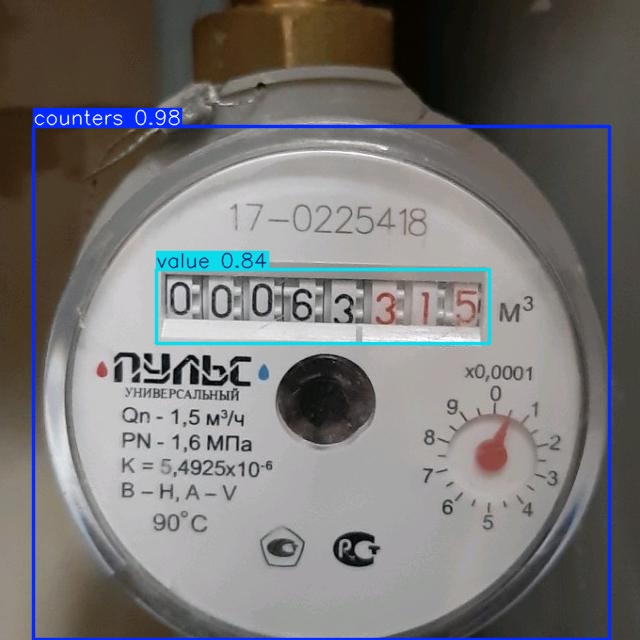 counters 0.98
17-0225418
value 0.84
00063315 м³
ПУЛЬС
УНИВЕРСАЛЬНЫЙ
Qn - 1,5 м³/ч
PN - 1,6 МПа
K = 5,4925x10⁻⁶
В – Н, А – V
90°C
x0,0001
0
1
2
3
4
5
6
7
8
9
РСТ